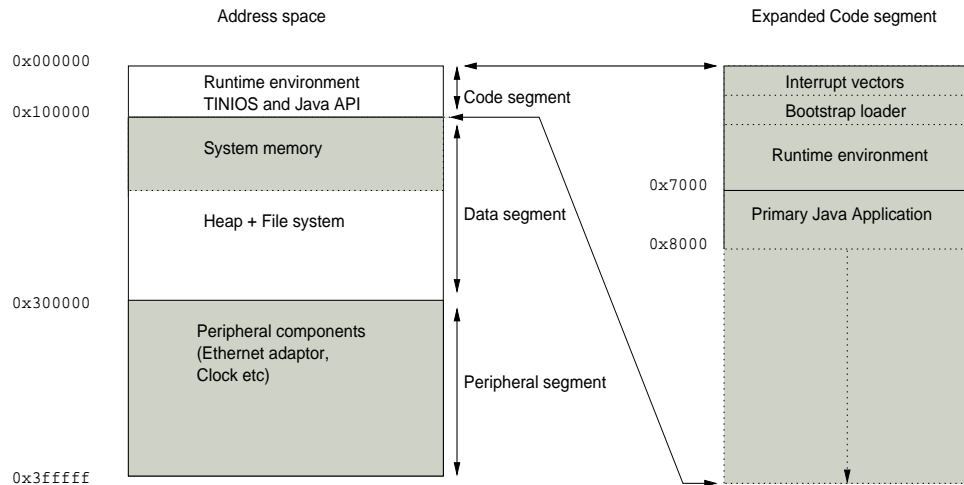 Address space
Expanded Code segment
0x000000
Runtime environment
TINIOS and Java API
Code segment
0x100000
System memory
Data segment
Heap + File system
0x300000
Peripheral components
(Ethernet adaptor,
Clock etc)
Peripheral segment
0x3fffff
Interrupt vectors
Bootstrap loader
Runtime environment
0x7000
Primary Java Application
0x8000